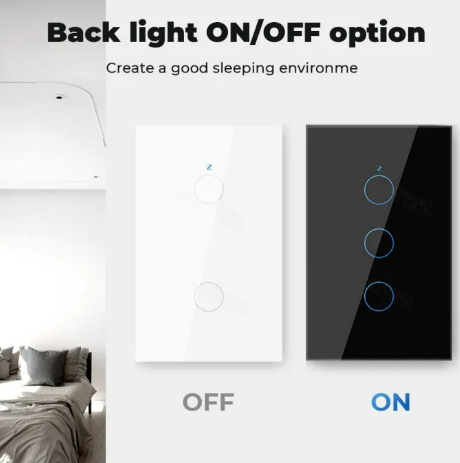 Back light ON/OFF option
Create a good sleeping environme
Z
Z
OFF
ON